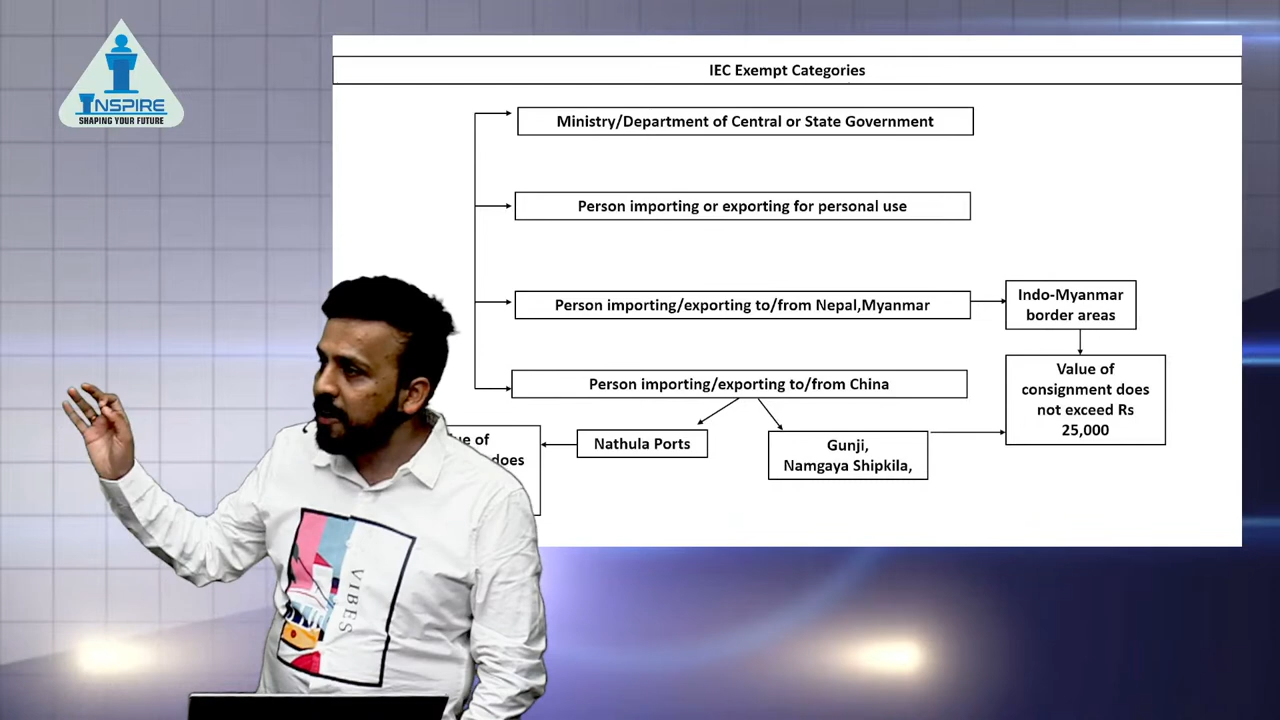 INSPIRE
SHAPING YOUR FUTURE
IEC Exempt Categories
Ministry/Department of Central or State Government
Person importing or exporting for personal use
Person importing/exporting to/from Nepal,Myanmar
Indo-Myanmar
border areas
Person importing/exporting to/from China
Value of
consignment does
not exceed Rs
25,000
Nathula Ports
Gunji,
Namgaya Shipkila,
of
does
VIBES